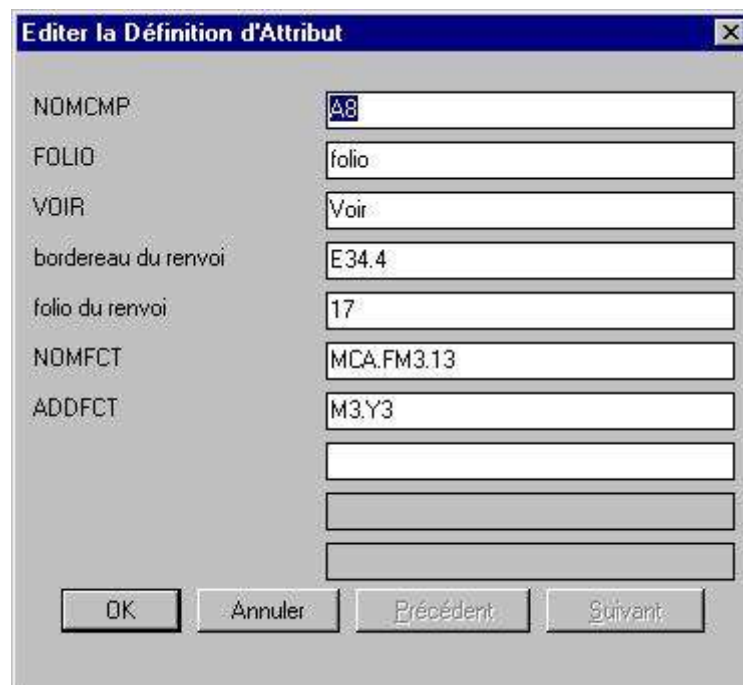 Editer la Définition d'Attribut
NOMCMP A8
FOLIO folio
VOIR Voir
bordereau du renvoi E34.4
folio du renvoi 17
NOMFCT MCA.FM3.13
ADDFCT M3.Y3
OK Annuler Précédent Suivant